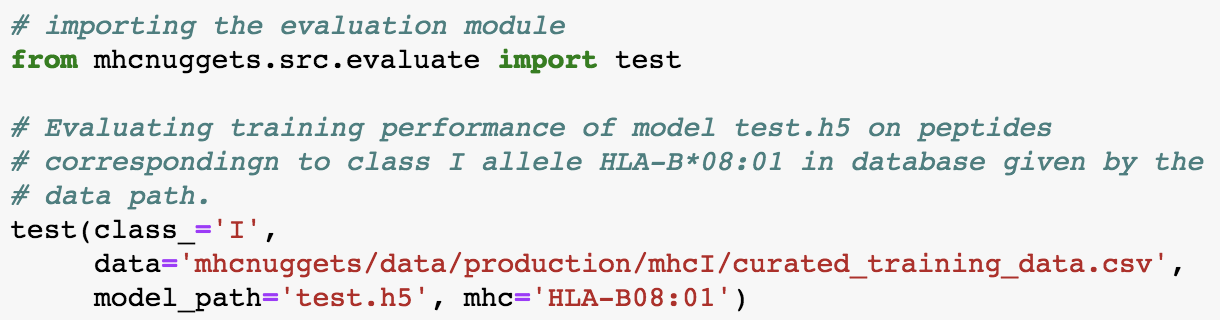 # importing the evaluation module
from mhcnuggets.src.evaluate import test
# Evaluating training performance of model test.h5 on peptides
# correspondingn to class I allele HLA-B*08:01 in database given by the
# data path.
test(class_='I',
data='mhcnuggets/data/production/mhcI/curated_training_data.csv',
model_path='test.h5', mhc='HLA-B08:01')